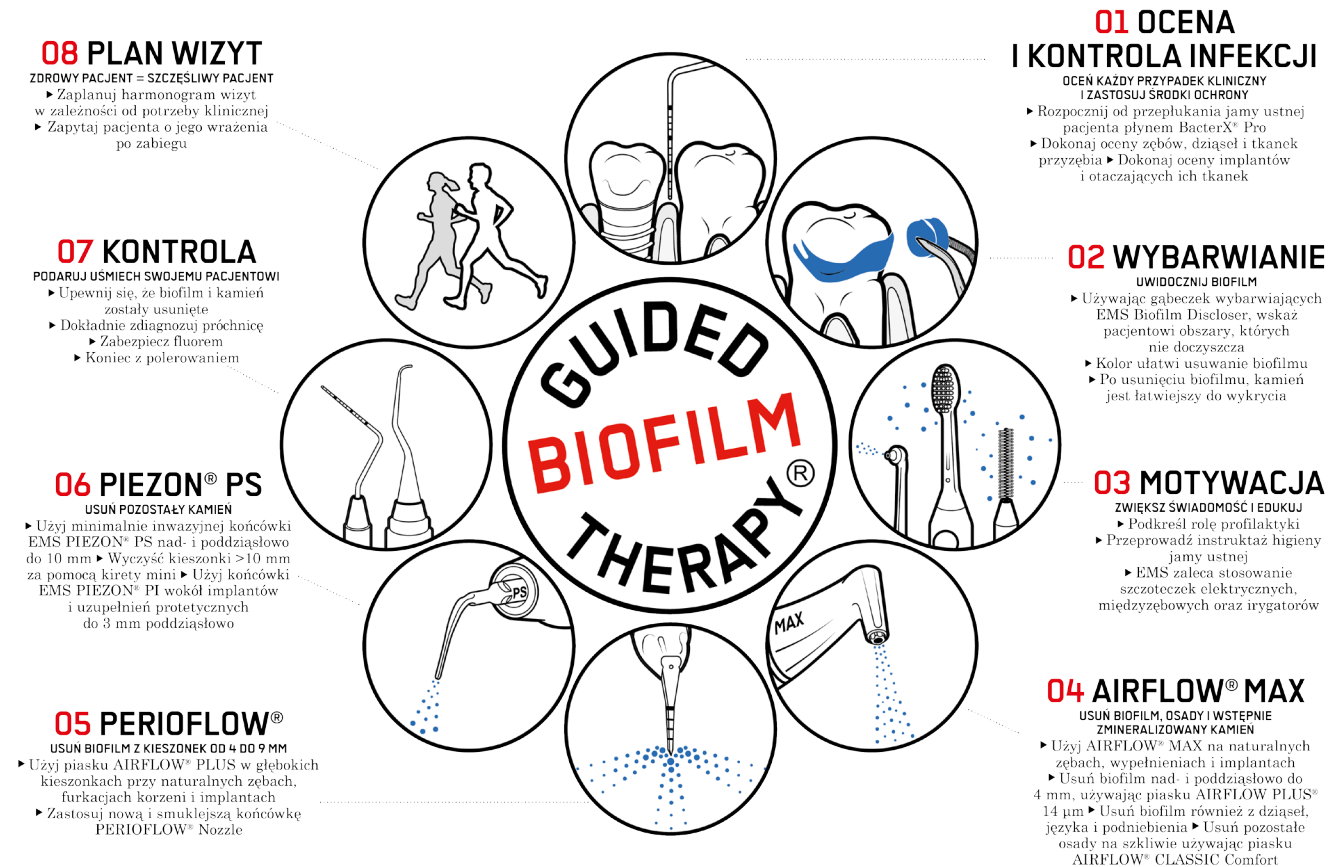 01 OCENA
I KONTROLA INFEKCJI
OCEŃ KAŻDY PRZYPADEK KLINICZNY
I ZASTOSUJ ŚRODKI OCHRONY
▶ Rozpocznij od przepłukania jamy ustnej
pacjenta płynem BacterX® Pro
▶ Dokonaj oceny zębów, dziąseł i tkanek
przyzębia ▶ Dokonaj oceny implantów
i otaczających ich tkanek
02 WYBARWIANIE
UWIDOCZNIJ BIOFILM
▶ Używając gąbeczek wybarwiających
EMS Biofilm Discloser, wskaż
pacjentowi obszary, których
nie doczyszcza
▶ Kolor ułatwi usuwanie biofilmu
▶ Po usunięciu biofilmu, kamień
jest łatwiejszy do wykrycia
03 MOTYWACJA
ZWIĘKSZ ŚWIADOMOŚĆ I EDUKUJ
▶ Podkreśl rolę profilaktyki
▶ Przeprowadź instruktaż higieny
jamy ustnej
▶ EMS zaleca stosowanie
szczoteczek elektrycznych,
międzyzębowych oraz irygatorów
04 AIRFLOW® MAX
USUŃ BIOFILM, OSADY I WSTĘPNIE
ZMINERALIZOWANY KAMIEŃ
▶ Użyj AIRFLOW® MAX na naturalnych
zębach, wypełnieniach i implantach
▶ Usuń biofilm nad- i poddziąsłowo do
4 mm, używając piasku AIRFLOW PLUS®
14 µm ▶ Usuń biofilm również z dziąseł,
języka i podniebienia ▶ Usuń pozostałe
osady na szkliwie używając piasku
AIRFLOW® CLASSIC Comfort
05 PERIOFLOW®
USUŃ BIOFILM Z KIESZONEK OD 4 DO 9 MM
▶ Użyj piasku AIRFLOW® PLUS w głębokich
kieszonkach przy naturalnych zębach,
furkacjach korzeni i implantach
▶ Zastosuj nową i smuklejszą końcówkę
PERIOFLOW® Nozzle
06 PIEZON® PS
USUŃ POZOSTAŁY KAMIEŃ
▶ Użyj minimalnie inwazyjnej końcówki
EMS PIEZON® PS nad- i poddziąsłowo
do 10 mm ▶ Wyczyść kieszonki >10 mm
za pomocą kirety mini ▶ Użyj końcówki
EMS PIEZON® PI wokół implantów
i uzupełnień protetycznych
do 3 mm poddziąsłowo
07 KONTROLA
PODARUJ UŚMIECH SWOJEMU PACJENTOWI
▶ Upewnij się, że biofilm i kamień
zostały usunięte
▶ Dokładnie zdiagnozuj próchnicę
▶ Zabezpiecz fluorem
▶ Koniec z polerowaniem
08 PLAN WIZYT
ZDROWY PACJENT = SZCZĘŚLIWY PACJENT
▶ Zaplanuj harmonogram wizyt
w zależności od potrzeby klinicznej
▶ Zapytaj pacjenta o jego wrażenia
po zabiegu
GUIDED
BIOFILM
THERAPY®
MAX
PS